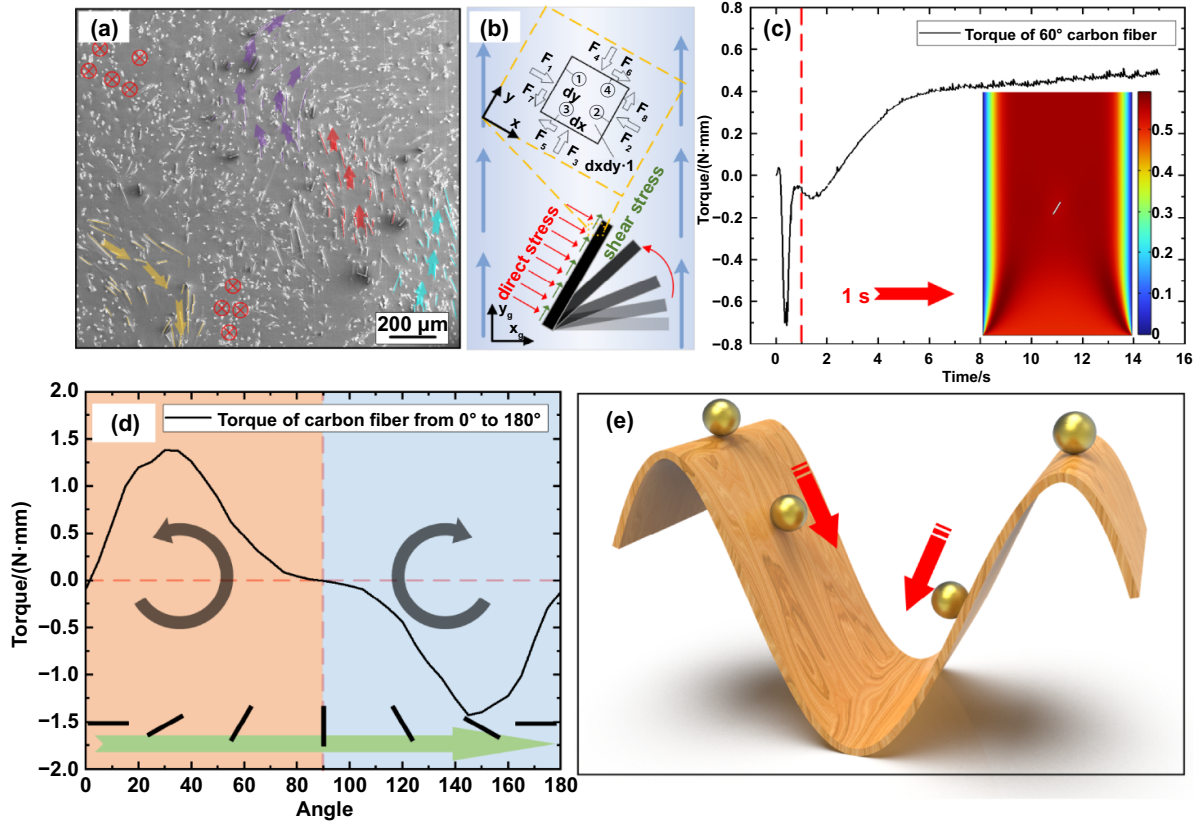 (a)
200 µm
(b)
F1
F4
F6
F7
F8
F5
F3
F2
①
②
③
④
dy
dx
y
x
dxdy·1
direct stress
shear stress
yg
xg
(c)
Torque of 60° carbon fiber
Torque/(N·mm)
0.8
0.6
0.4
0.2
0.0
−0.2
−0.4
−0.6
−0.8
1 s
0.5
0.4
0.3
0.2
0.1
0
0 2 4 6 8 10 12 14 16
Time/s
(d)
Torque of carbon fiber from 0° to 180°
Torque/(N·mm)
2.0
1.5
1.0
0.5
0.0
−0.5
−1.0
−1.5
−2.0
0 20 40 60 80 100 120 140 160 180
Angle
(e)